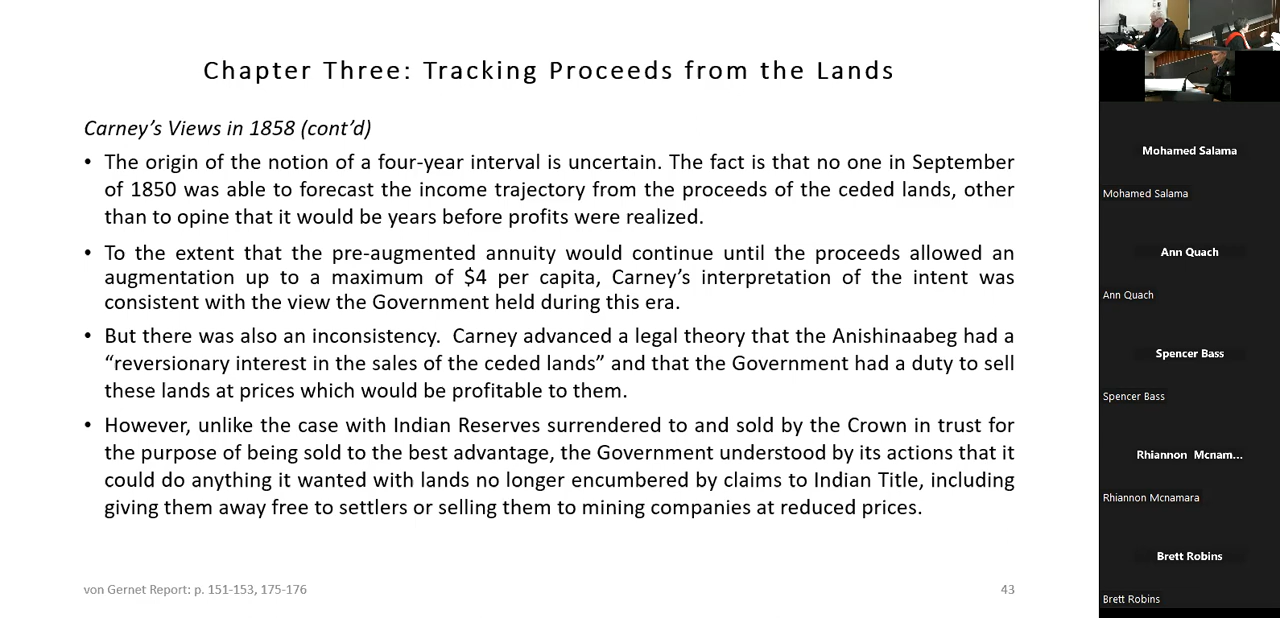 Chapter Three: Tracking Proceeds from the Lands
Carney’s Views in 1858 (cont’d)
• The origin of the notion of a four-year interval is uncertain. The fact is that no one in September
of 1850 was able to forecast the income trajectory from the proceeds of the ceded lands, other
than to opine that it would be years before profits were realized.
• To the extent that the pre-augmented annuity would continue until the proceeds allowed an
augmentation up to a maximum of $4 per capita, Carney’s interpretation of the intent was
consistent with the view the Government held during this era.
• But there was also an inconsistency.  Carney advanced a legal theory that the Anishinaabeg had a
“reversionary interest in the sales of the ceded lands” and that the Government had a duty to sell
these lands at prices which would be profitable to them.
• However, unlike the case with Indian Reserves surrendered to and sold by the Crown in trust for
the purpose of being sold to the best advantage, the Government understood by its actions that it
could do anything it wanted with lands no longer encumbered by claims to Indian Title, including
giving them away free to settlers or selling them to mining companies at reduced prices.
von Gernet Report: p. 151-153, 175-176
43
Mohamed Salama
Mohamed Salama
Ann Quach
Ann Quach
Spencer Bass
Spencer Bass
Rhiannon Mcnam...
Rhiannon Mcnamara
Brett Robins
Brett Robins